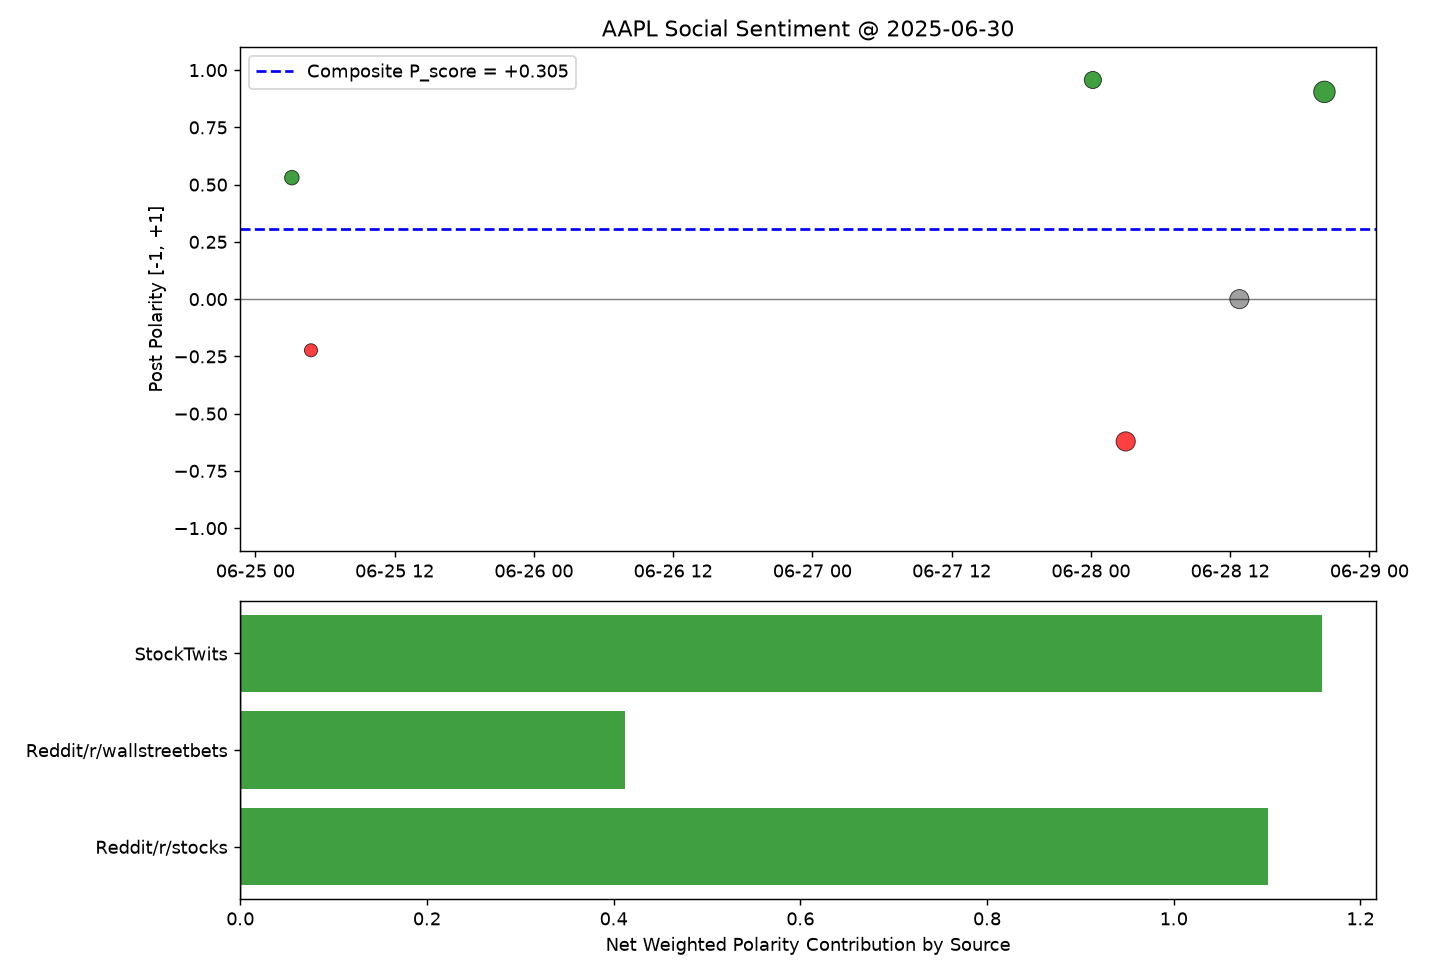 AAPL Social Sentiment @ 2025-06-30
Composite P_score = +0.305
Post Polarity [-1, +1]
1.00
0.75
0.50
0.25
0.00
−0.25
−0.50
−0.75
−1.00
06-25 00 06-25 12 06-26 00 06-26 12 06-27 00 06-27 12 06-28 00 06-28 12 06-29 00
StockTwits
Reddit/r/wallstreetbets
Reddit/r/stocks
0.0 0.2 0.4 0.6 0.8 1.0 1.2
Net Weighted Polarity Contribution by Source